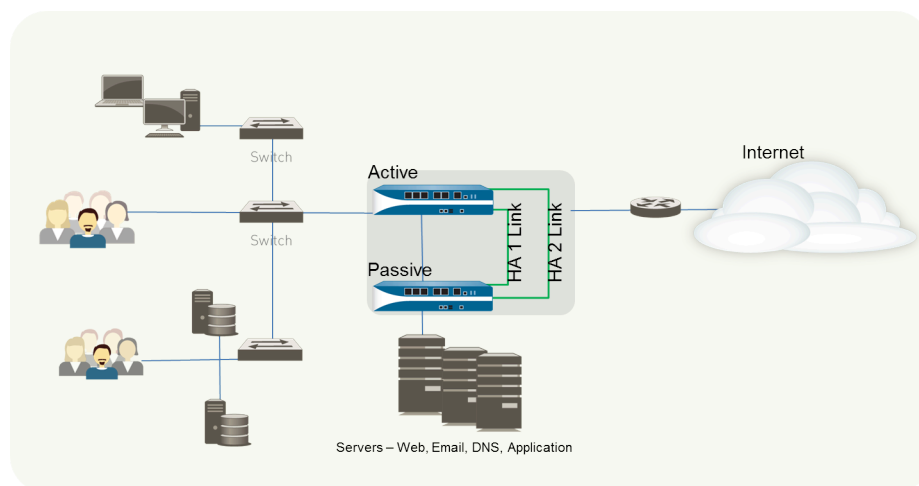 Internet
Switch
Active
Switch
HA 1 Link
HA 2 Link
Passive
Servers – Web, Email, DNS, Application